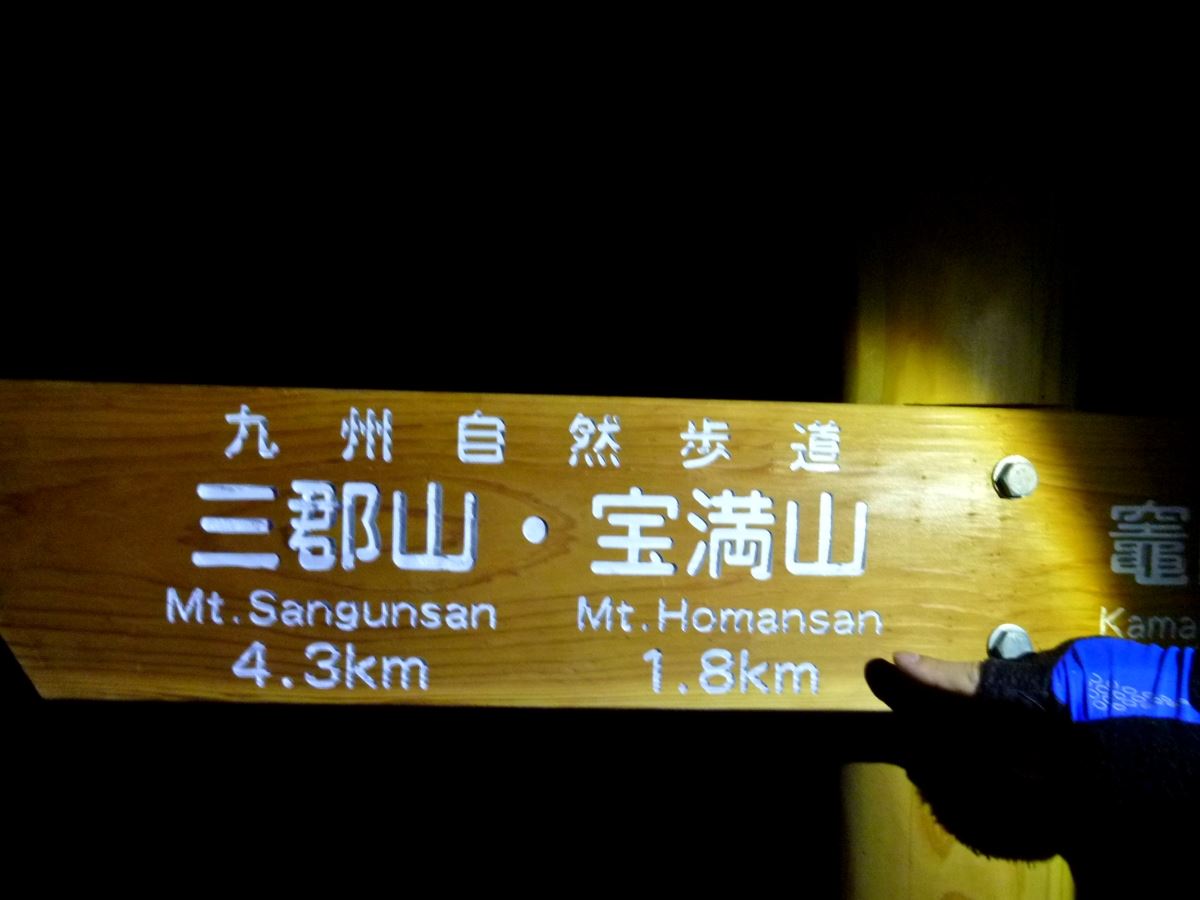 九州自然歩道
三郡山・宝満山
Mt.Sangunsan Mt.Homansan
4.3km 1.8km
竈
Kama